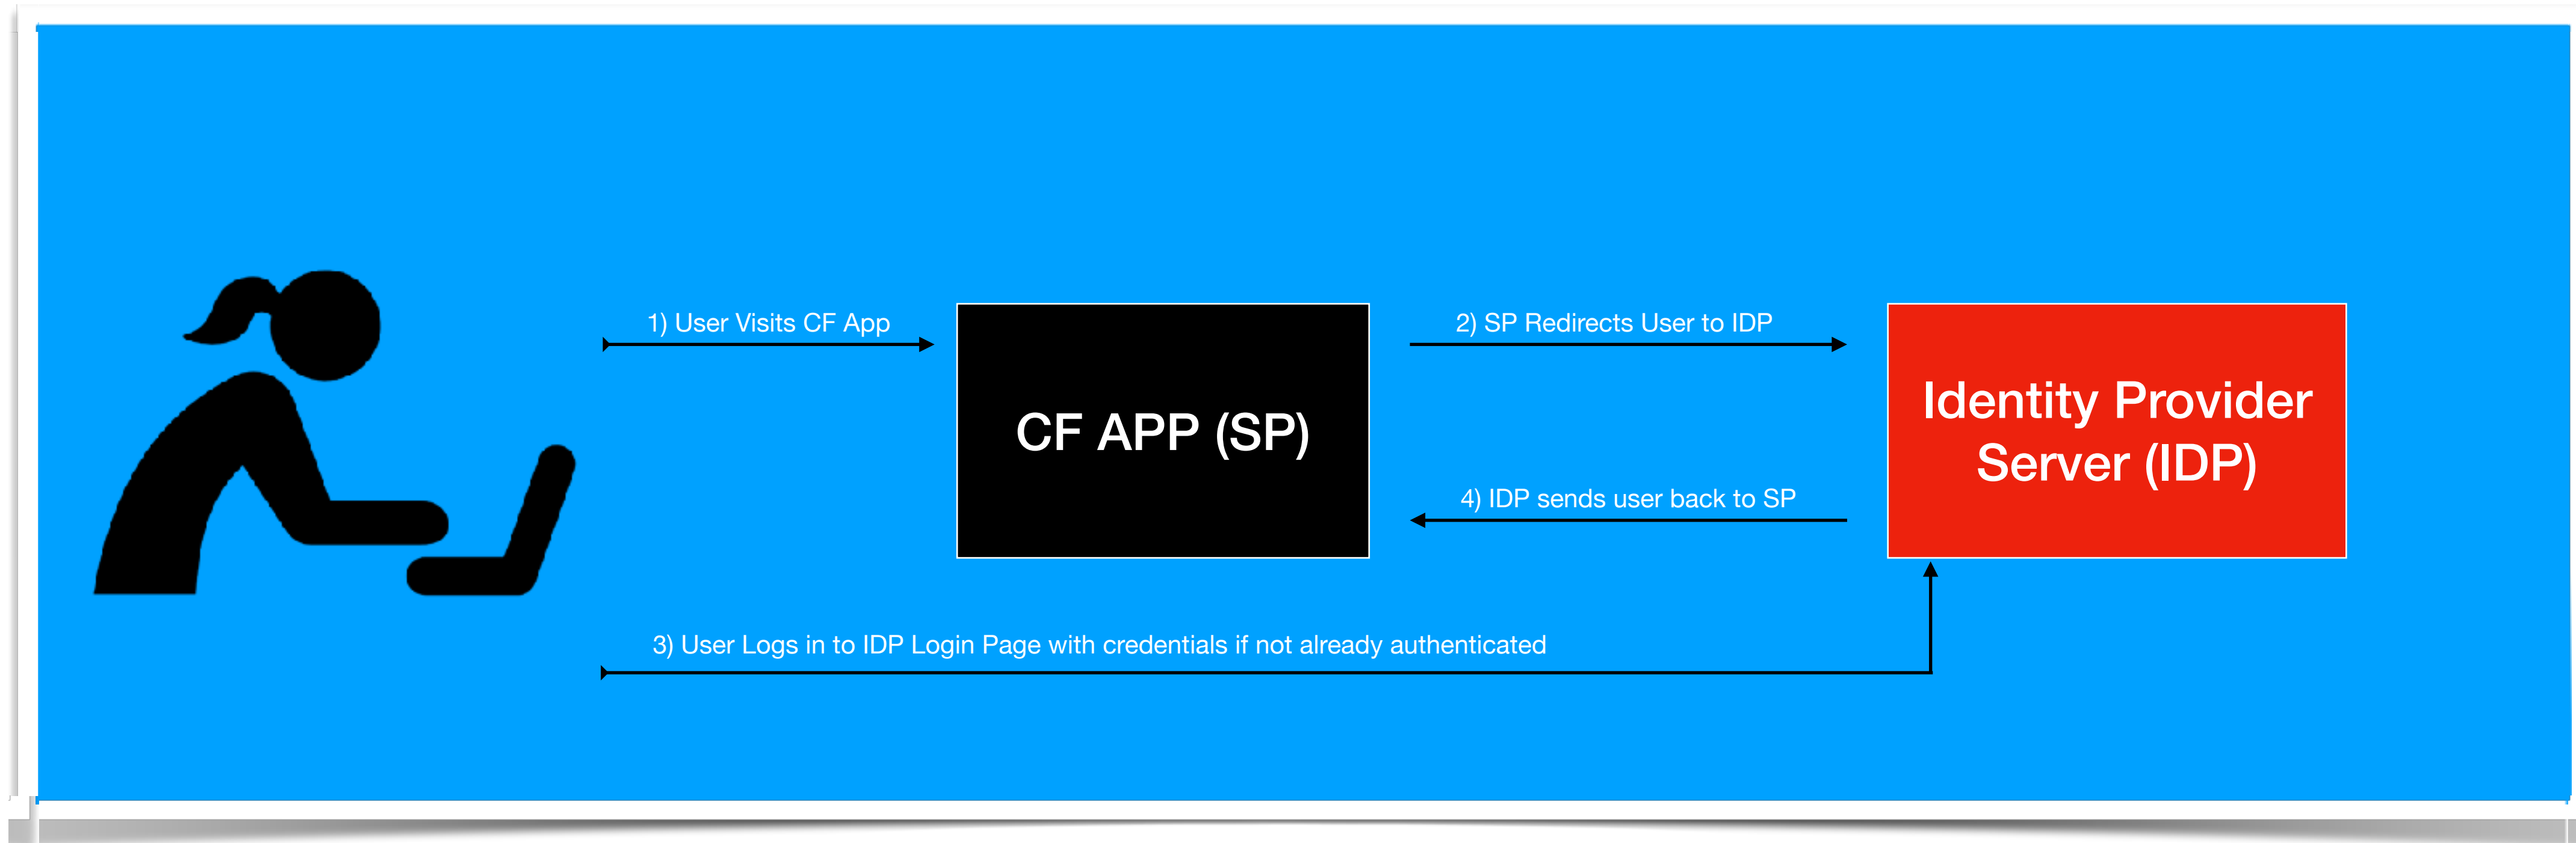 1) User Visits CF App
2) SP Redirects User to IDP
CF APP (SP)
Identity Provider
Server (IDP)
4) IDP sends user back to SP
3) User Logs in to IDP Login Page with credentials if not already authenticated